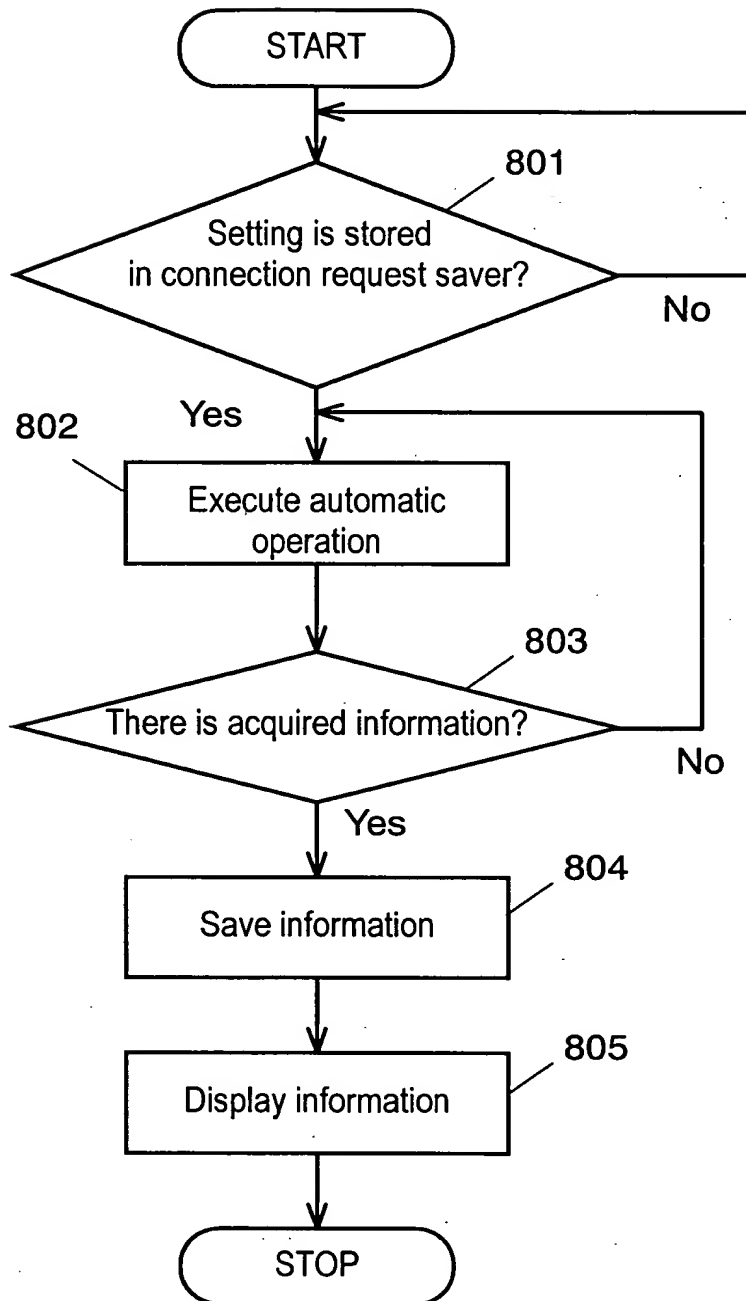 START
801
Setting is stored
in connection request saver?
No
Yes
802
Execute automatic
operation
803
There is acquired information?
No
Yes
804
Save information
805
Display information
STOP